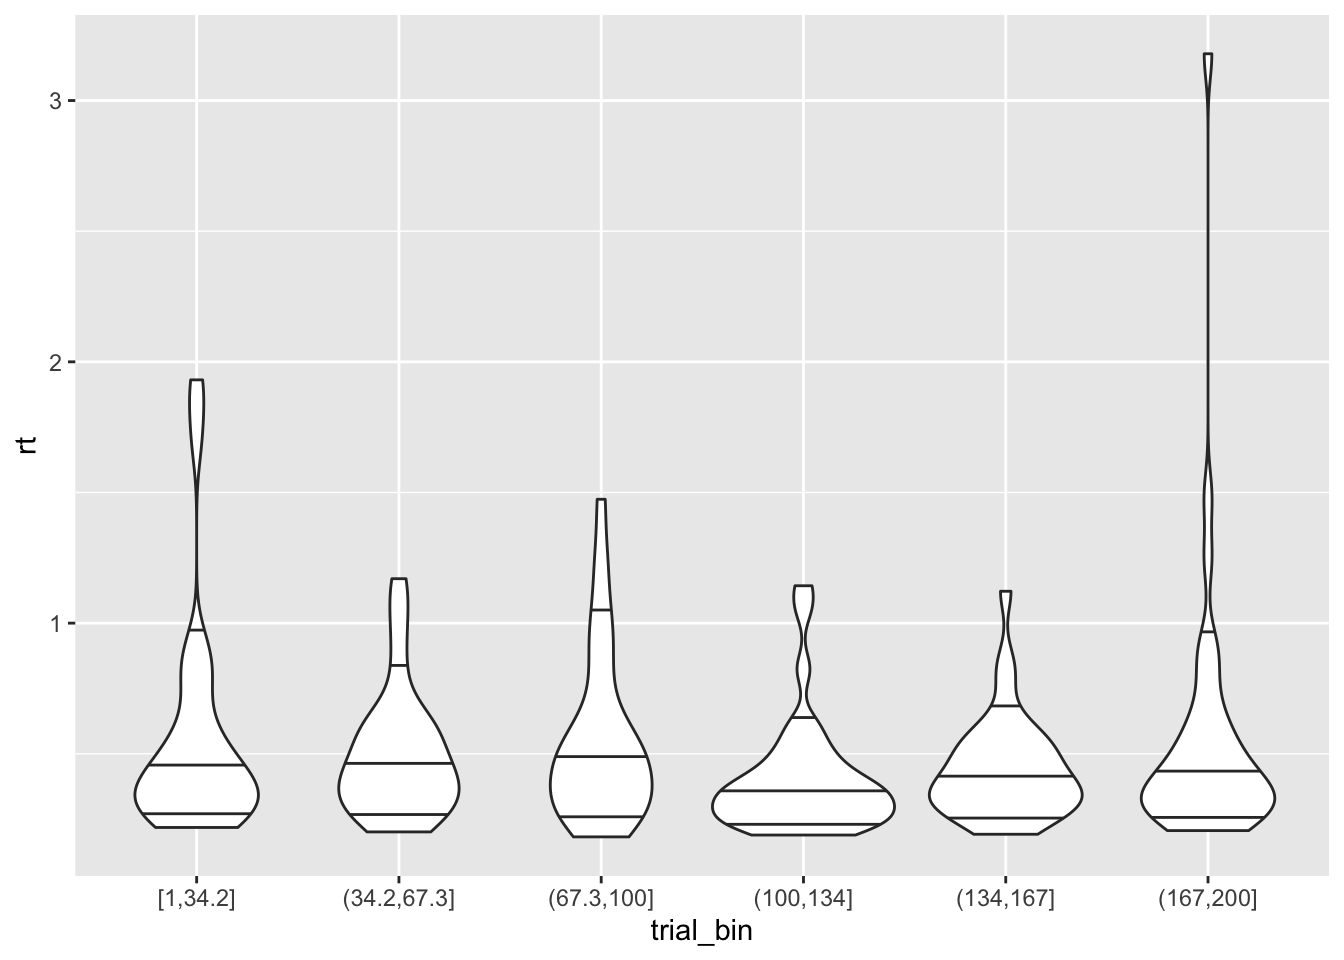 3
2
1
rt
[1,34.2] (34.2,67.3] (67.3,100] (100,134] (134,167] (167,200]
trial_bin